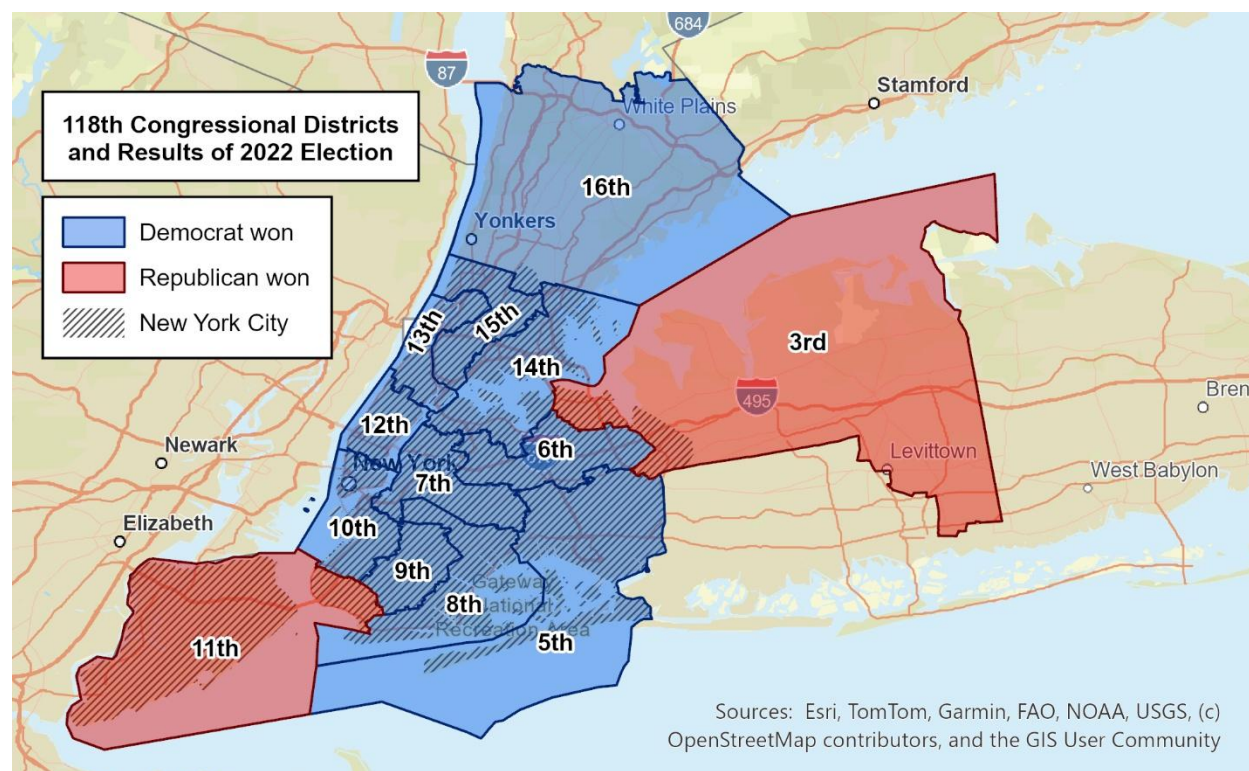 684
87
Stamford
118th Congressional Districts
and Results of 2022 Election
White Plains
16th
Democrat won
Yonkers
Republican won
New York City
13th
15th
3rd
14th
495
Bren
12th
Newark
6th
Levittown
New York
7th
West Babylon
Elizabeth
10th
9th
Gateway
National
Recreation Area
8th
5th
11th
Sources: Esri, TomTom, Garmin, FAO, NOAA, USGS, (c)
OpenStreetMap contributors, and the GIS User Community